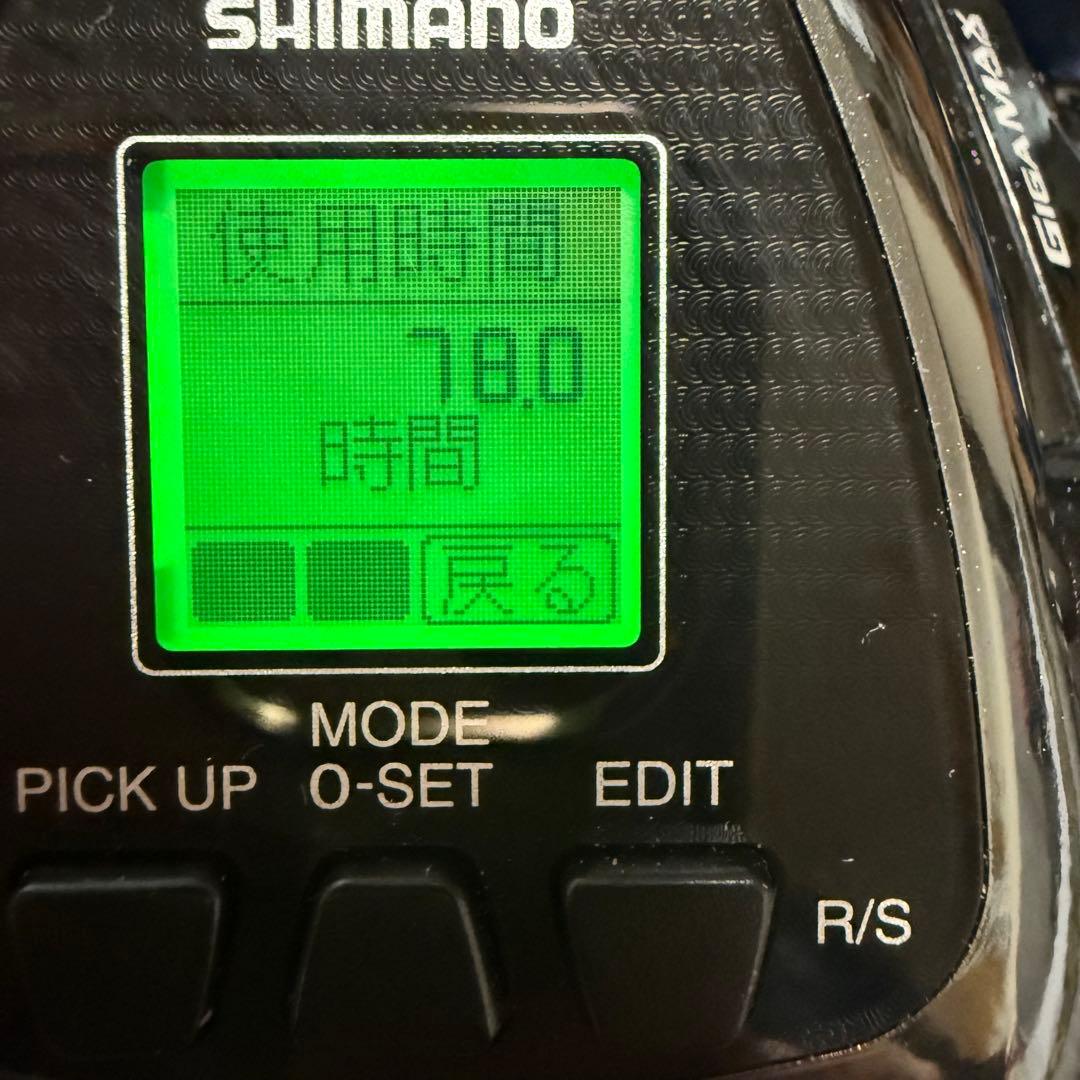 SHIMANO
GIGAMAX
使用時間
78.0
時間
戻る
MODE
PICK UP 0-SET EDIT
R/S